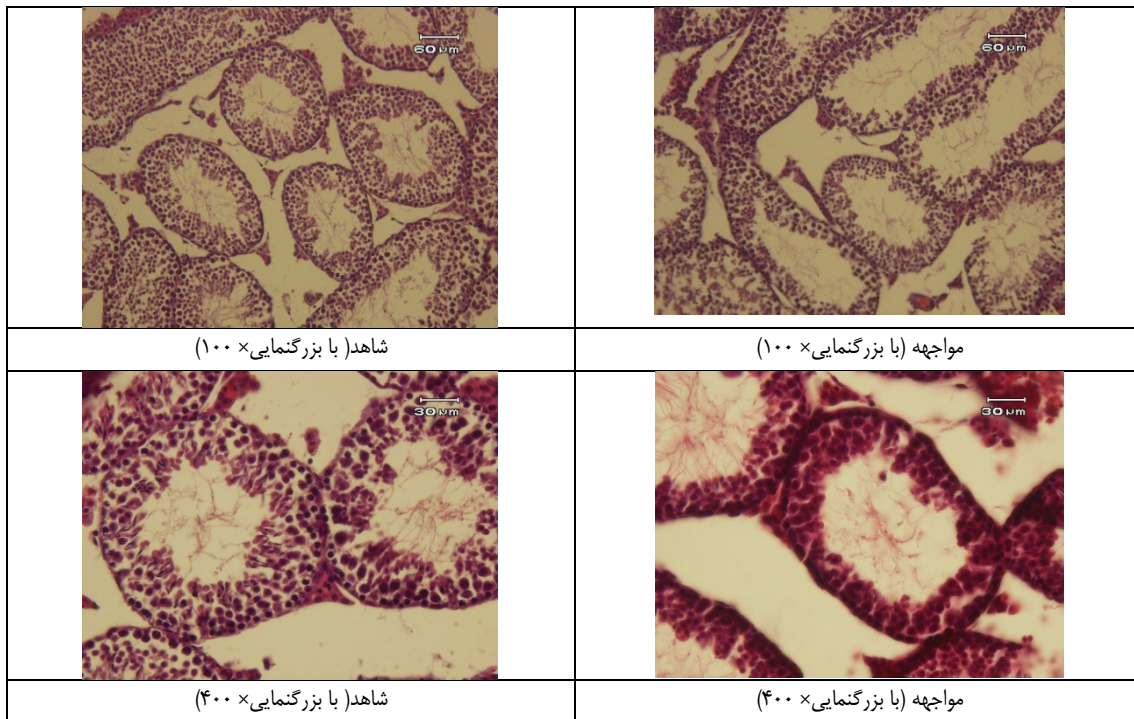 60 µm
60 µm
مواجهه (با بزرگنمایی× ۱۰۰)
شاهد( با بزرگنمایی× ۱۰۰)
30 µm
30 µm
مواجهه (با بزرگنمایی× ۴۰۰)
شاهد( با بزرگنمایی× ۴۰۰)